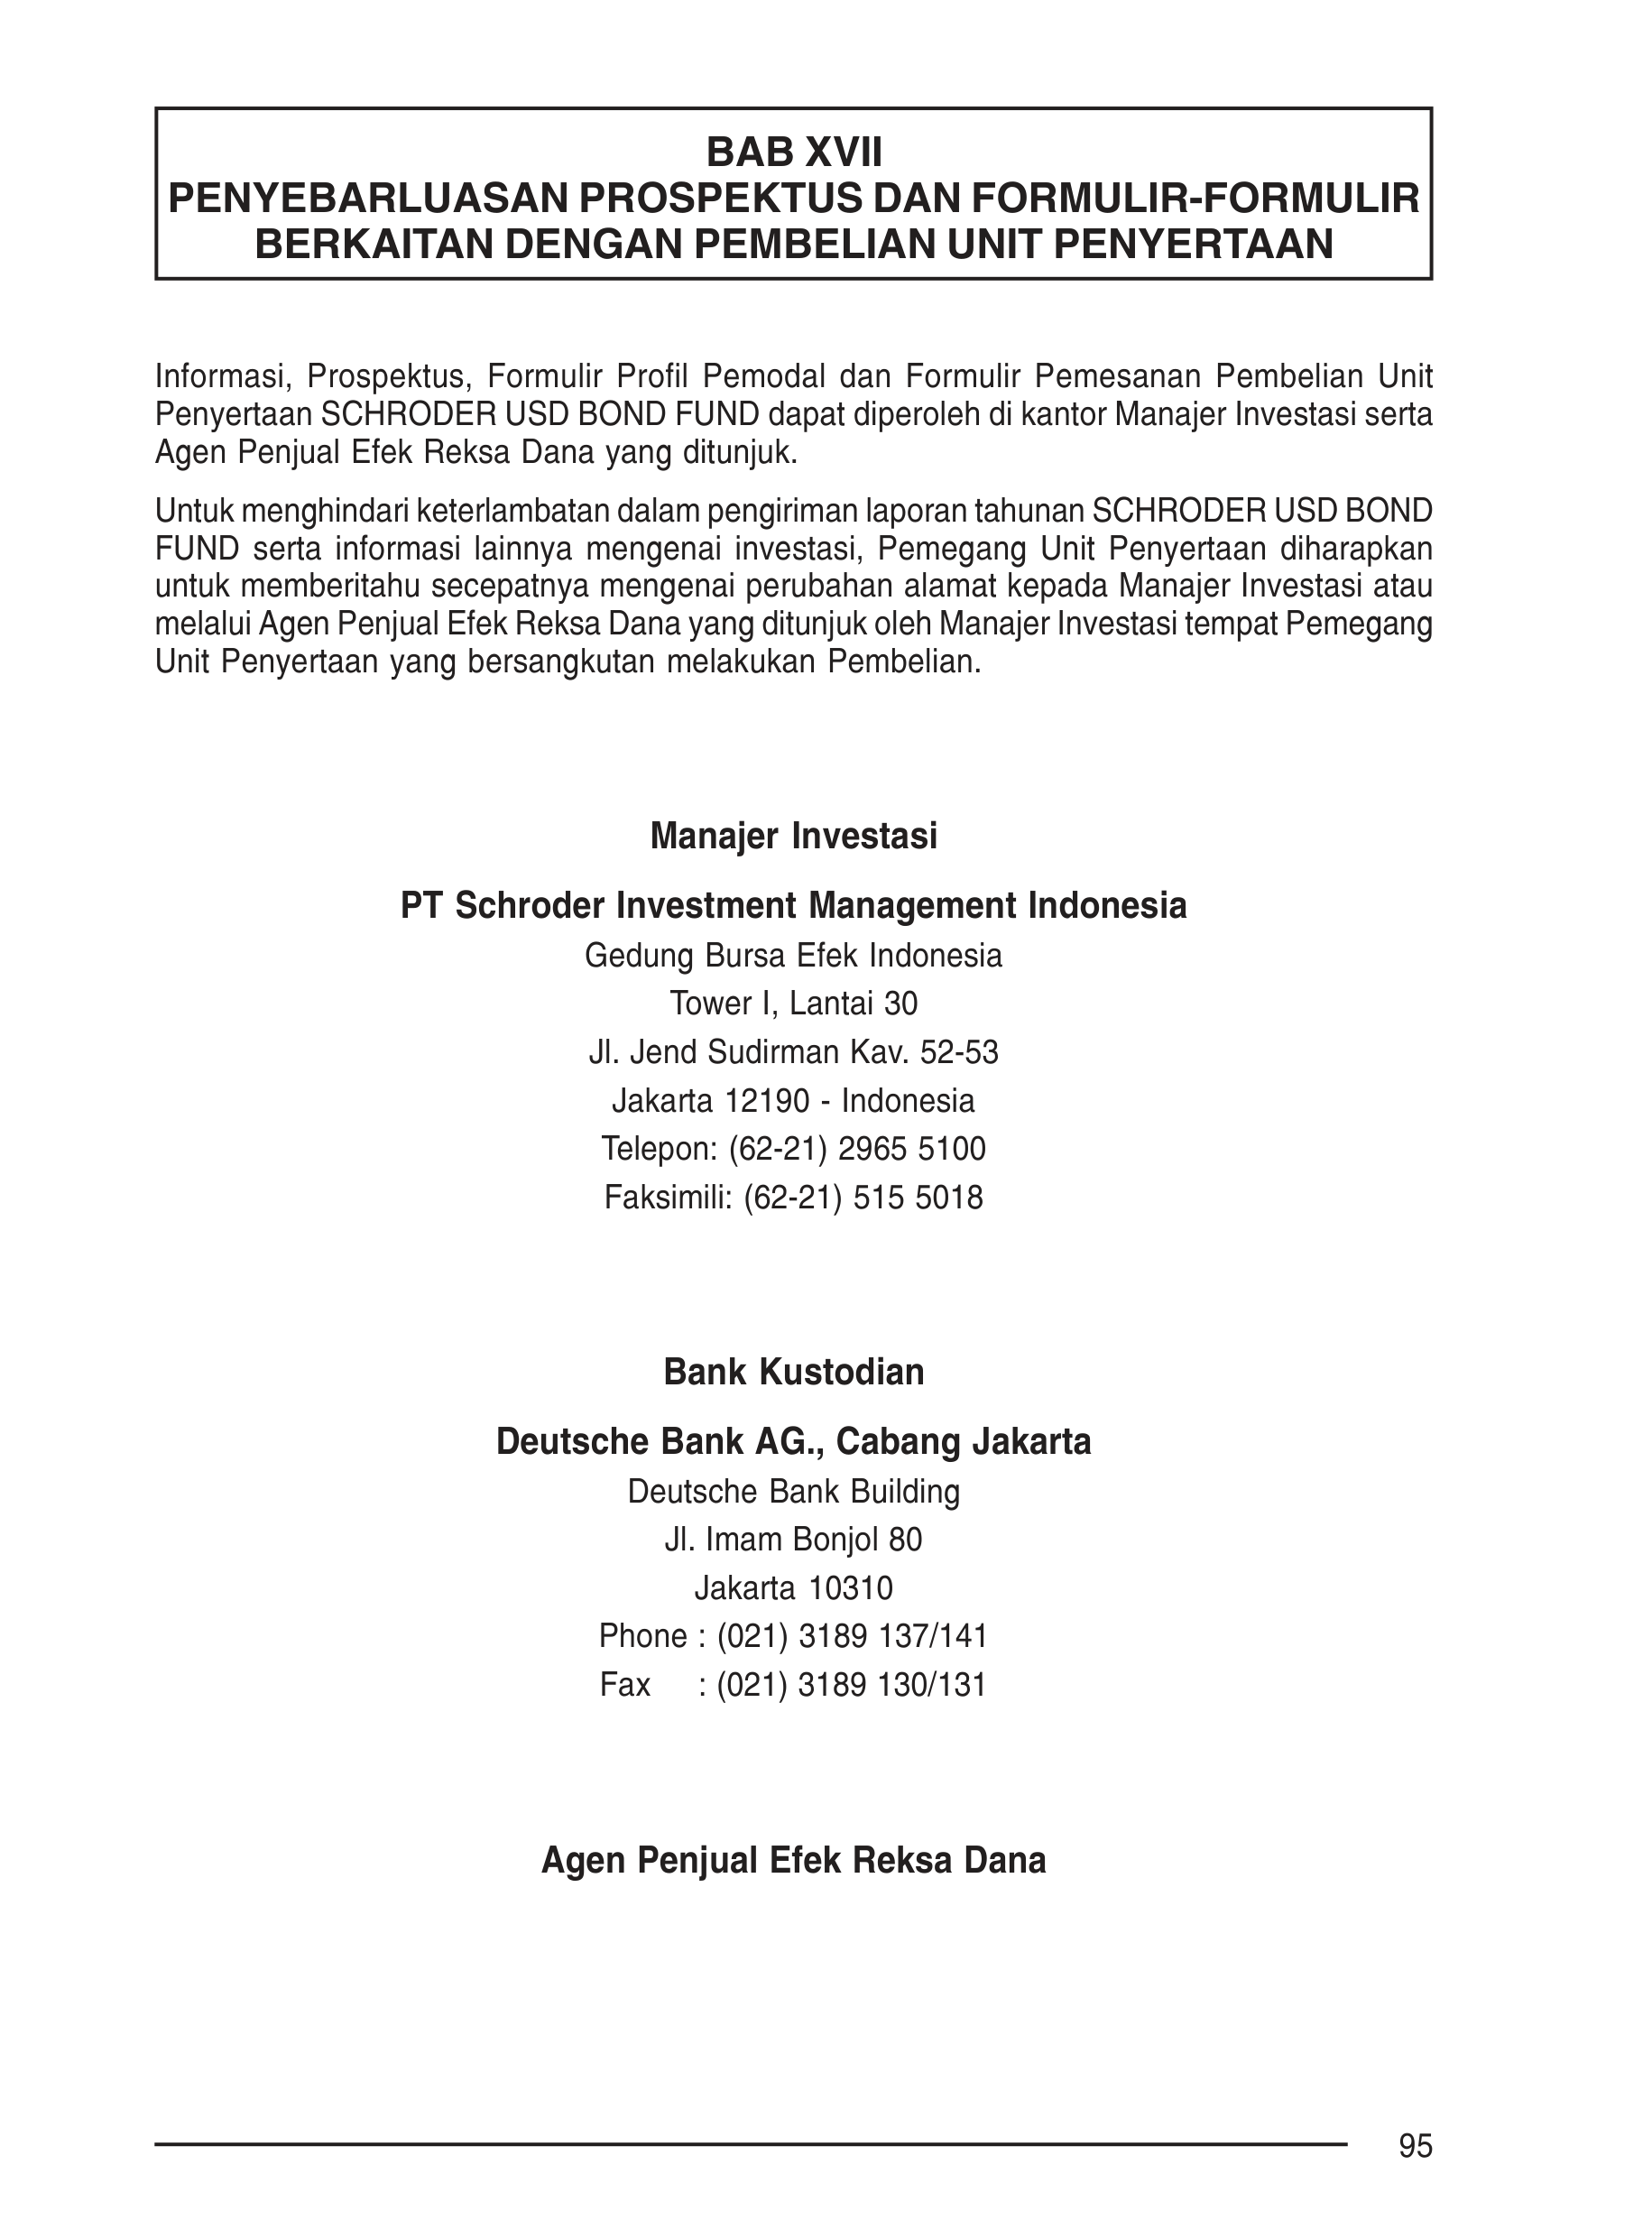 BAB XVII
PENYEBARLUASAN PROSPEKTUS DAN FORMULIR-FORMULIR
BERKAITAN DENGAN PEMBELIAN UNIT PENYERTAAN
Informasi, Prospektus, Formulir Profil Pemodal dan Formulir Pemesanan Pembelian Unit
Penyertaan SCHRODER USD BOND FUND dapat diperoleh di kantor Manajer Investasi serta
Agen Penjual Efek Reksa Dana yang ditunjuk.
Untuk menghindari keterlambatan dalam pengiriman laporan tahunan SCHRODER USD BOND
FUND serta informasi lainnya mengenai investasi, Pemegang Unit Penyertaan diharapkan
untuk memberitahu secepatnya mengenai perubahan alamat kepada Manajer Investasi atau
melalui Agen Penjual Efek Reksa Dana yang ditunjuk oleh Manajer Investasi tempat Pemegang
Unit Penyertaan yang bersangkutan melakukan Pembelian.
Manajer Investasi
PT Schroder Investment Management Indonesia
Gedung Bursa Efek Indonesia
Tower I, Lantai 30
Jl. Jend Sudirman Kav. 52-53
Jakarta 12190 - Indonesia
Telepon: (62-21) 2965 5100
Faksimili: (62-21) 515 5018
Bank Kustodian
Deutsche Bank AG., Cabang Jakarta
Deutsche Bank Building
Jl. Imam Bonjol 80
Jakarta 10310
Phone : (021) 3189 137/141
Fax : (021) 3189 130/131
Agen Penjual Efek Reksa Dana
95